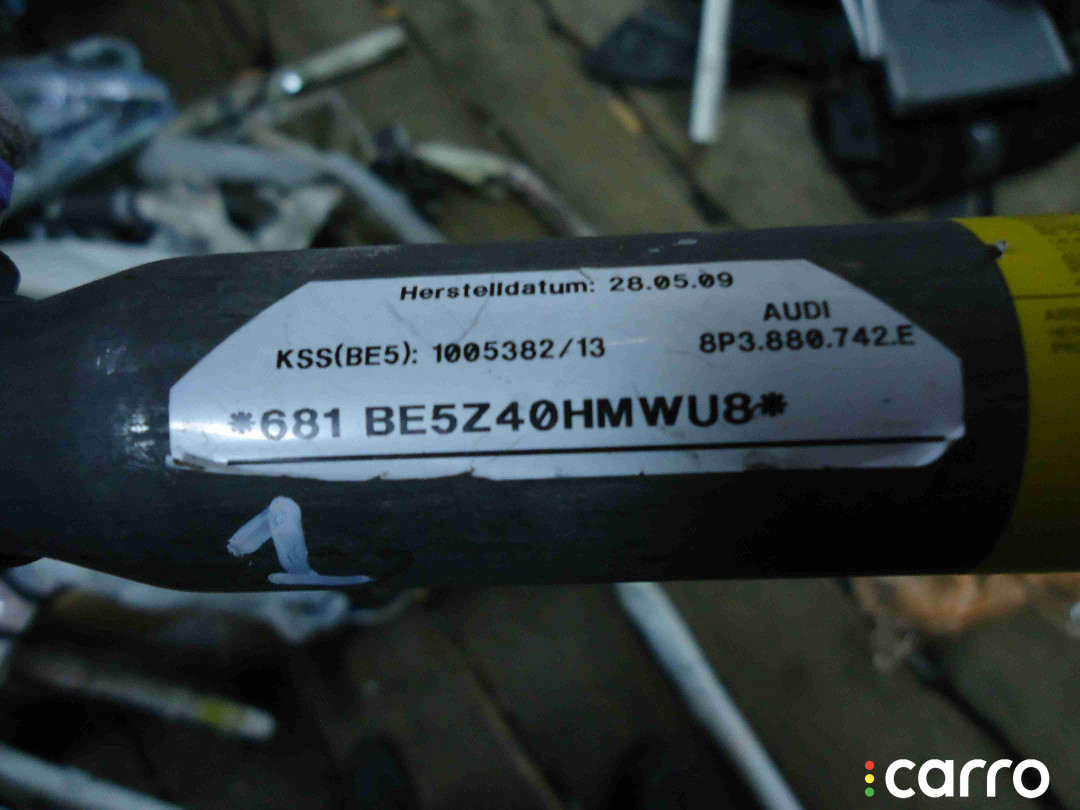 Herstelldatum: 28.05.09
AUDI
KSS(BE5): 1005382/13
8P3.880.742.E
*681 BE5Z40HMWU8*
1
carro